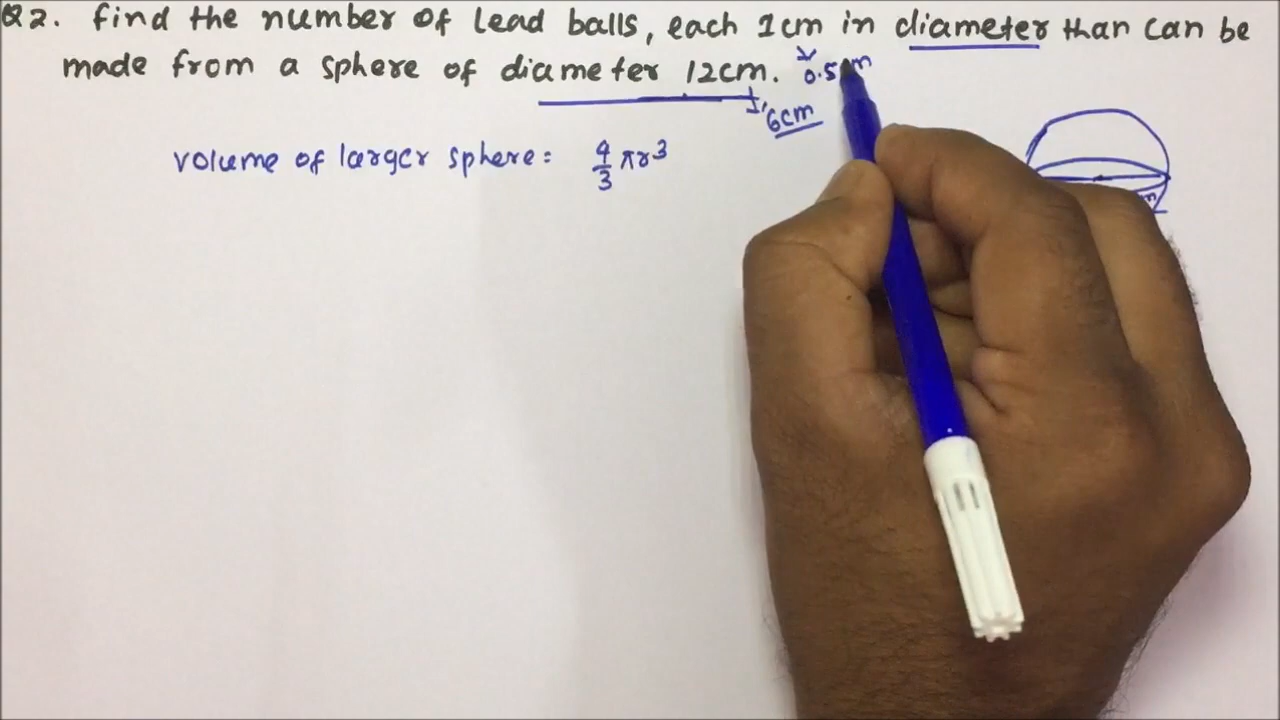 Q2. find the number of lead balls, each 1cm in diameter than can be
made from a sphere of diameter 12cm.
0.5
6cm
volume of larger sphere = 4/3 πr³